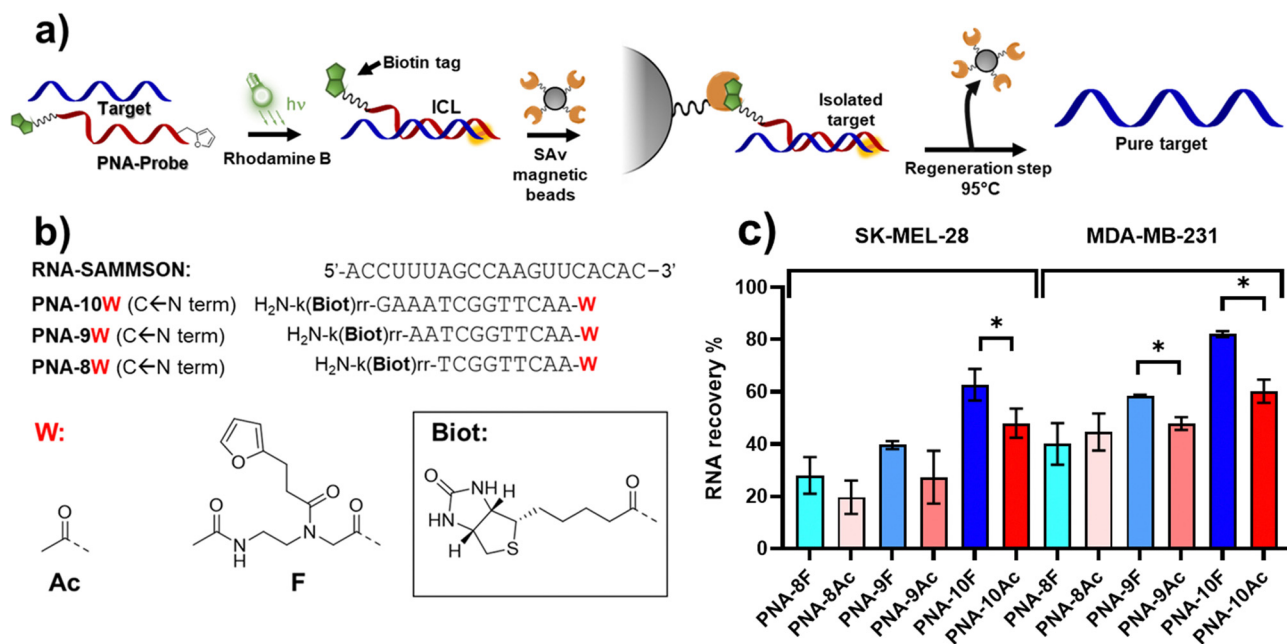 a)
Target
PNA-Probe
hν
Rhodamine B
Biotin tag
ICL
SAv
magnetic
beads
Isolated
target
Regeneration step
95°C
Pure target
b)
RNA-SAMMSON: 5'-ACCUUUAGCCAAGUUCACAC-3'
PNA-10W (C←N term) H2N-k(Biot)rr-GAAATCGGTTCAA-W
PNA-9W (C←N term) H2N-k(Biot)rr-AATCGGTTCAA-W
PNA-8W (C←N term) H2N-k(Biot)rr-TCGGTTCAA-W
W:
O
Ac
O
O
O
O
N
H
N
F
Biot:
O
NH
HN
H
H
S
O
c)
SK-MEL-28 MDA-MB-231
RNA recovery %
100
80
60
40
20
0
* * *
PNA-8F
PNA-8Ac
PNA-9F
PNA-9Ac
PNA-10F
PNA-10Ac
PNA-8F
PNA-8Ac
PNA-9F
PNA-9Ac
PNA-10F
PNA-10Ac